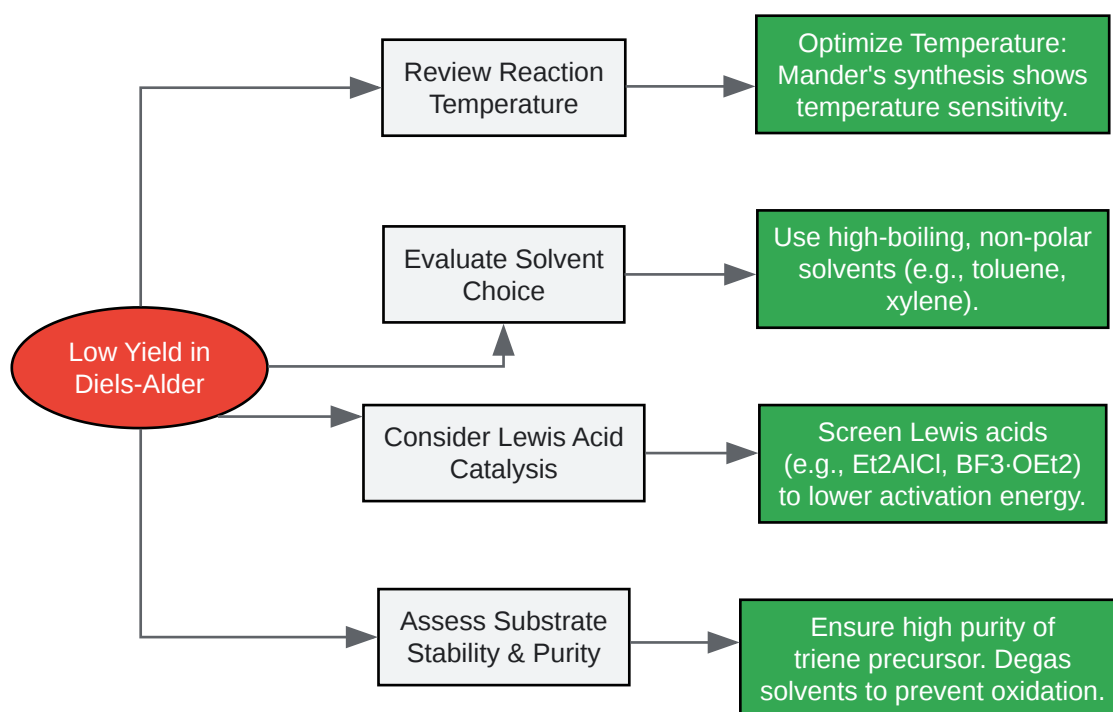 Low Yield in
Diels-Alder
Review Reaction
Temperature
Optimize Temperature:
Mander's synthesis shows
temperature sensitivity.
Evaluate Solvent
Choice
Use high-boiling, non-polar
solvents (e.g., toluene,
xylene).
Consider Lewis Acid
Catalysis
Screen Lewis acids
(e.g., Et2AlCl, BF3·OEt2)
to lower activation energy.
Assess Substrate
Stability & Purity
Ensure high purity of
triene precursor. Degas
solvents to prevent oxidation.